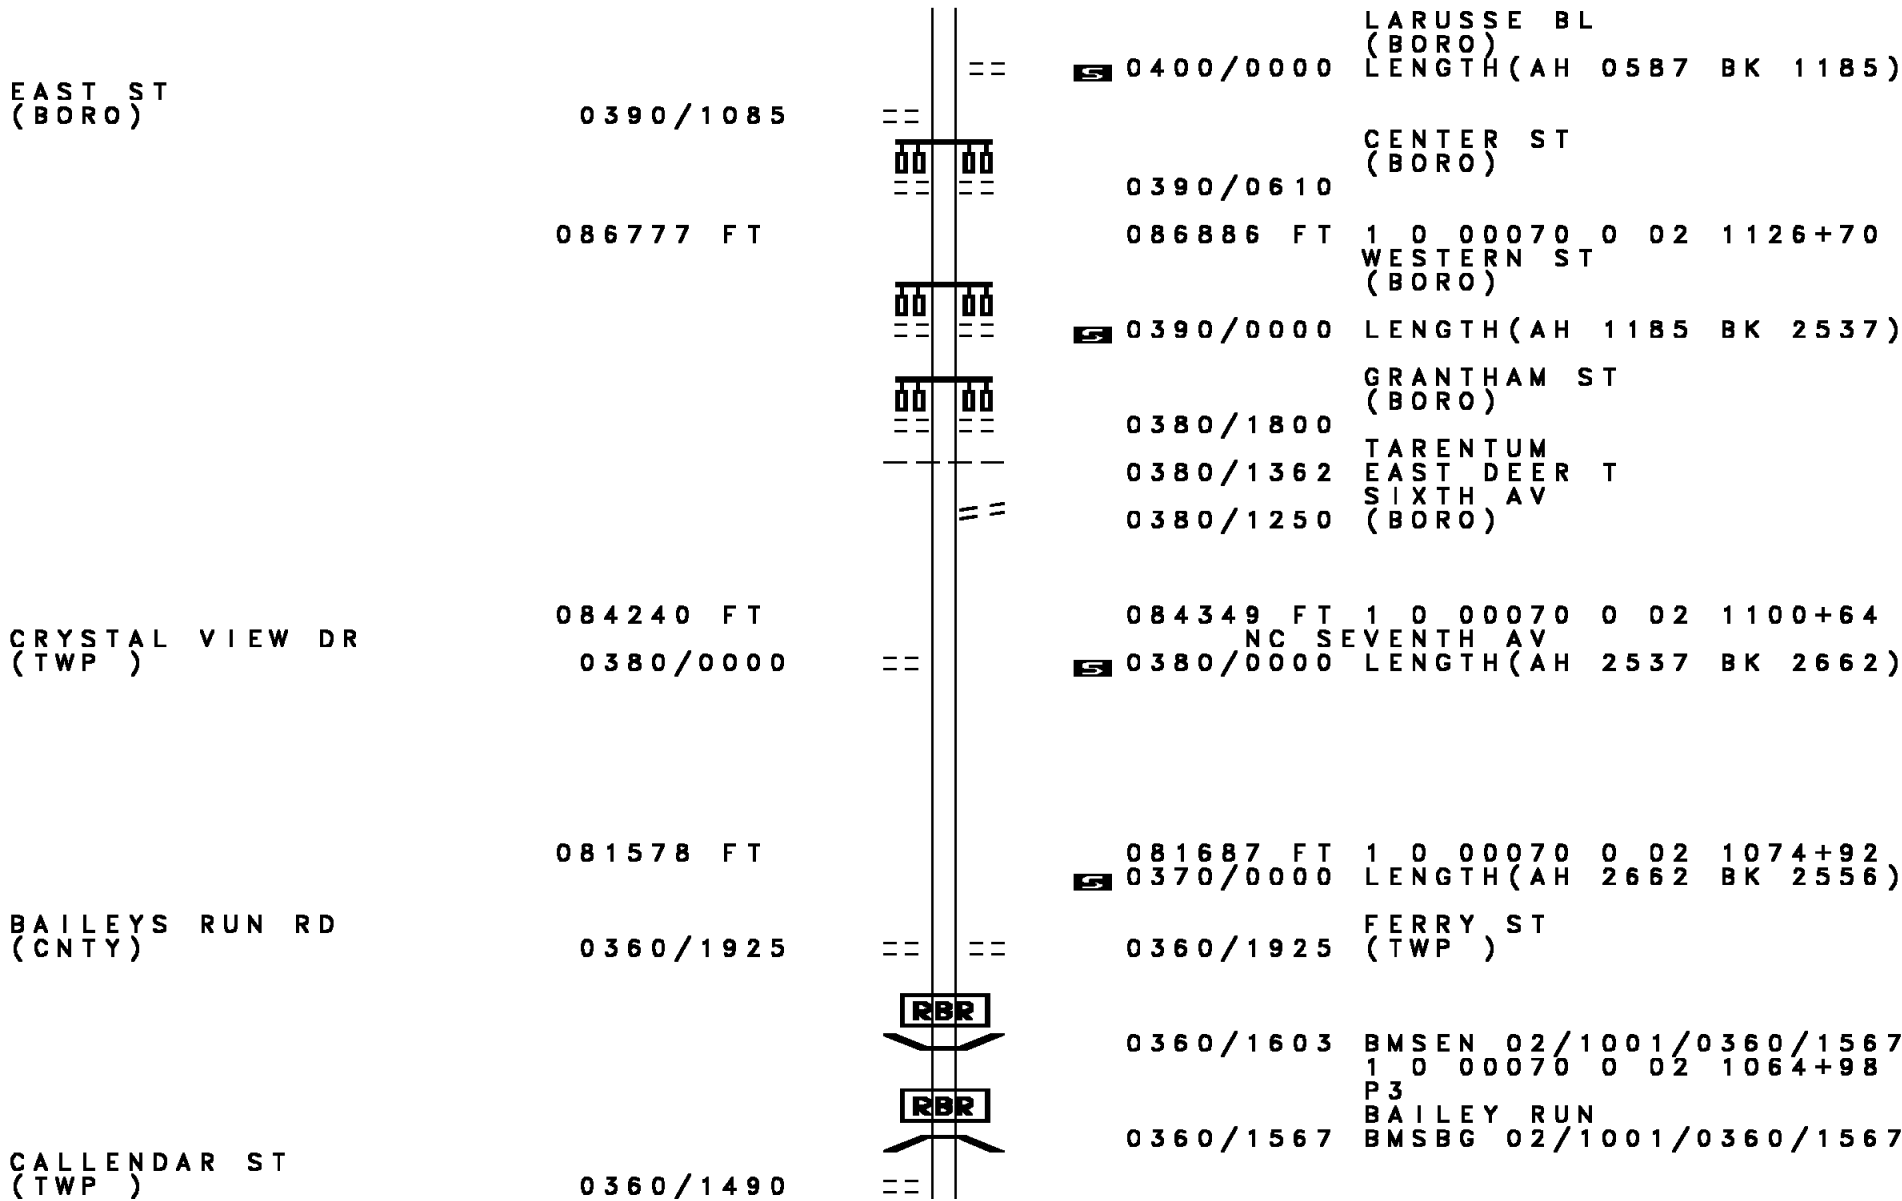 LARUSSE BL
(BORO)
S 0400/0000 LENGTH(AH 0587 BK 1185)
EAST ST
(BORO) 0390/1085
CENTER ST
(BORO)
0390/0610
086777 FT 086886 FT 1 0 00070 0 02 1126+70
WESTERN ST
(BORO)
S 0390/0000 LENGTH(AH 1185 BK 2537)
GRANTHAM ST
(BORO)
0380/1800
TARENTUM
0380/1362 EAST DEER T
SIXTH AV
0380/1250 (BORO)
084240 FT 084349 FT 1 0 00070 0 02 1100+64
CRYSTAL VIEW DR NC SEVENTH AV
(TWP ) 0380/0000 S 0380/0000 LENGTH(AH 2537 BK 2662)
081578 FT 081687 FT 1 0 00070 0 02 1074+92
S 0370/0000 LENGTH(AH 2662 BK 2556)
BAILEYS RUN RD FERRY ST
(CNTY) 0360/1925 0360/1925 (TWP )
RBR
0360/1603 BMSEN 02/1001/0360/1567
1 0 00070 0 02 1064+98
P3
RBR BAILEY RUN
0360/1567 BMSBG 02/1001/0360/1567
CALLENDAR ST
(TWP ) 0360/1490